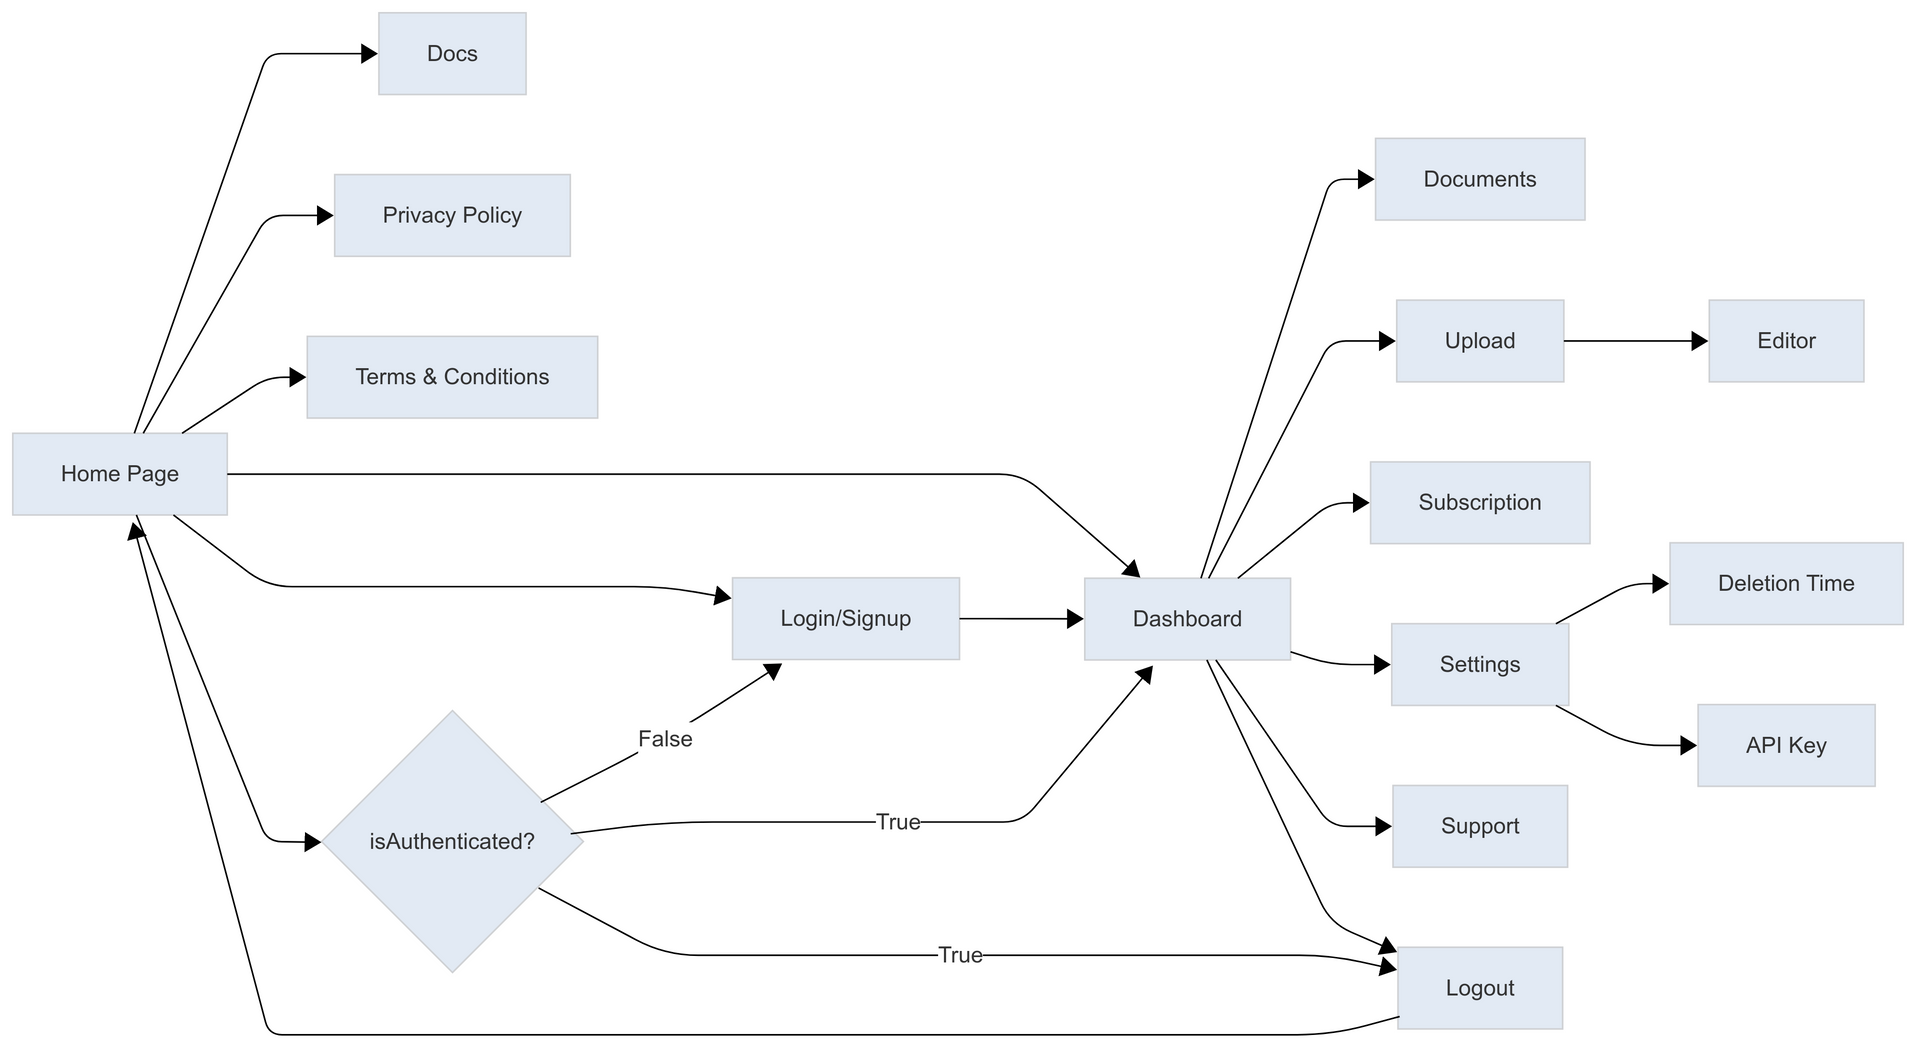 Docs
Privacy Policy
Terms & Conditions
Home Page
Login/Signup
False
isAuthenticated?
True
True
Dashboard
Documents
Upload
Editor
Subscription
Deletion Time
Settings
API Key
Support
Logout